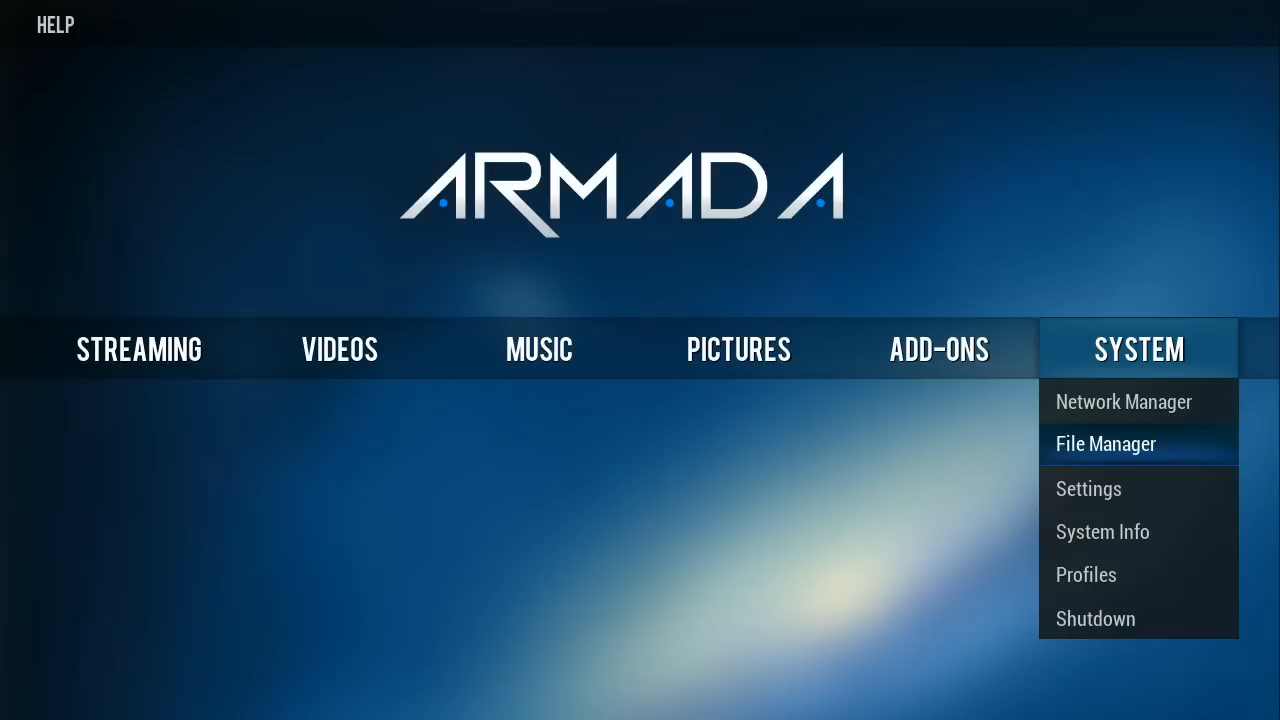 HELP
ARMADA
STREAMING VIDEOS MUSIC PICTURES ADD-ONS SYSTEM
Network Manager
File Manager
Settings
System Info
Profiles
Shutdown